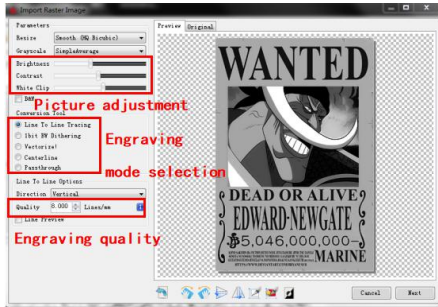 Import Raster Image
Parameters
Preview Original
Resize Smooth (HQ Bicubic)
Grayscale SimpleAverage
Brightness
Contrast
White Clip
B&W
Picture adjustment
Conversion Tool
Line To Line Tracing
1bit BW Dithering
Vectorize!
Centerline
Passthrough
Engraving
mode selection
Line To Line Options
Direction Vertical
Quality 8.000 Lines/mm
Line Preview
Engraving quality
WANTED
DEAD OR ALIVE
EDWARD·NEWGATE
5,046,000,000-
MARINE
Cancel Next